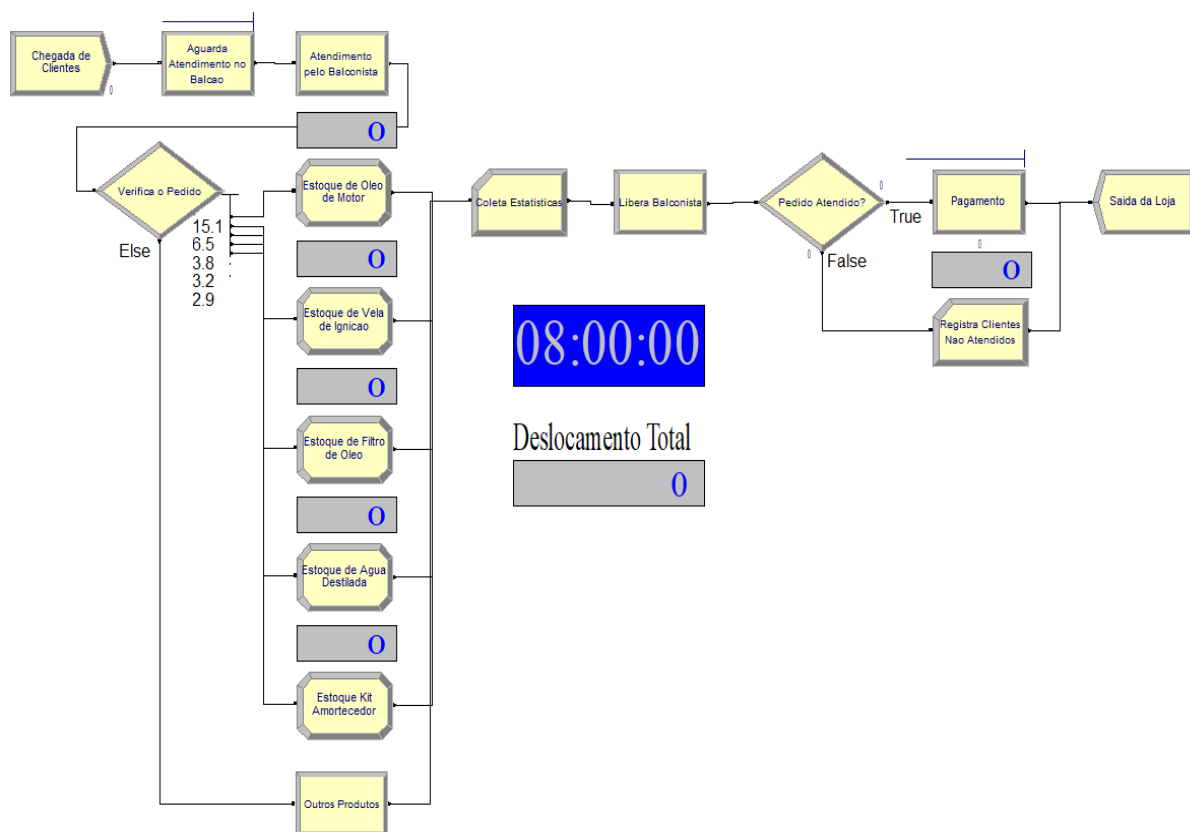 Chegada de
Clientes
0
Aguarda
Atendimento no
Balcao
Atendimento
pelo Balconista
0
Verifica o Pedido
Else
15.1
6.5
3.8
3.2
2.9
Estoque de Oleo
de Motor
0
Estoque de Vela
de Ignicao
0
Estoque de Filtro
de Oleo
0
Estoque de Agua
Destilada
0
Estoque Kit
Amortecedor
Outros Produtos
Coleta Estatisticas
Libera Balconista
Pedido Atendido?
0
True
0
False
Pagamento
0
0
Registra Clientes
Nao Atendidos
Saida da Loja
08:00:00
Deslocamento Total
0